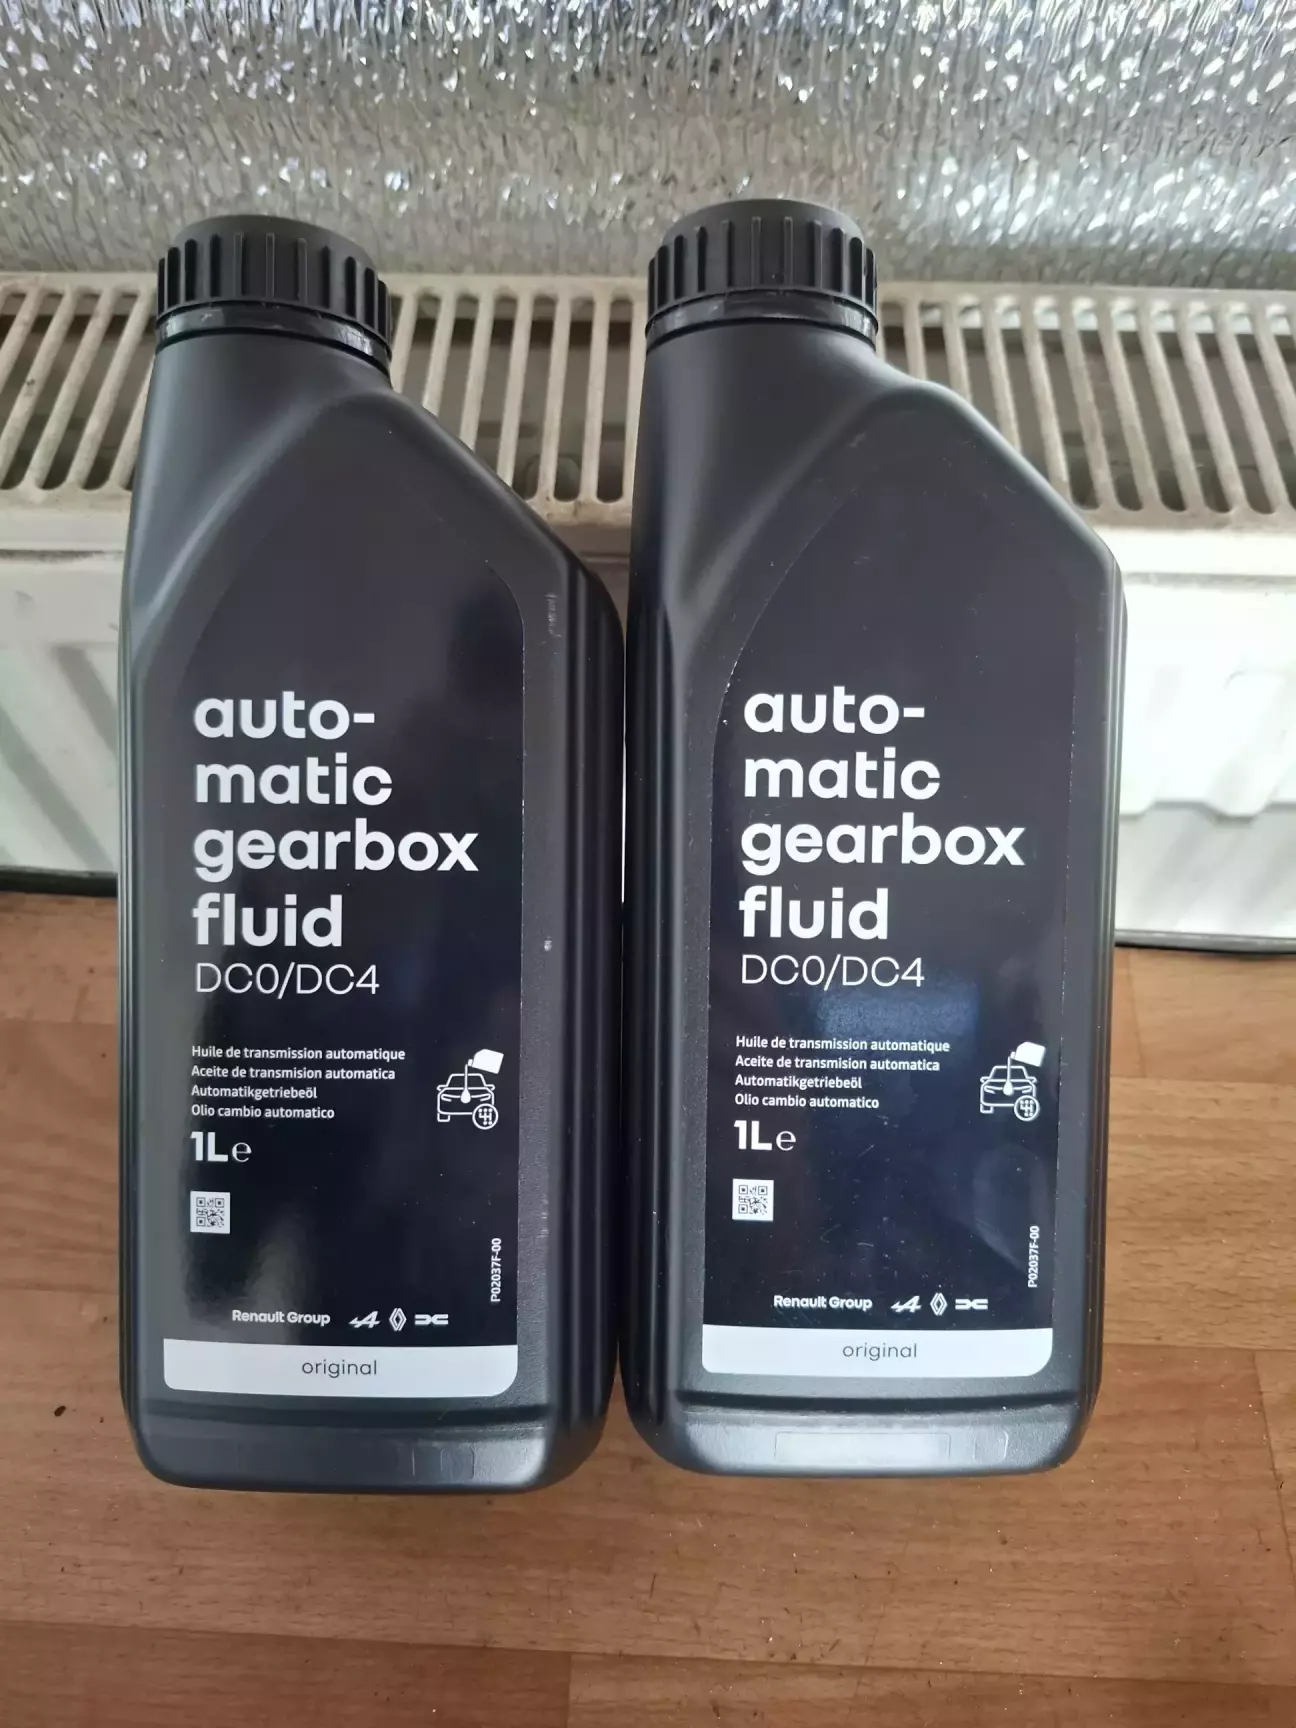 auto-
matic
gearbox
fluid
DC0/DC4
Huile de transmission automatique
Aceite de transmision automatica
Automatikgetriebeöl
Olio cambio automatico
1L e
P02037F-00
Renault Group
original
auto-
matic
gearbox
fluid
DC0/DC4
Huile de transmission automatique
Aceite de transmision automatica
Automatikgetriebeöl
Olio cambio automatico
1L e
P02037F-00
Renault Group
original